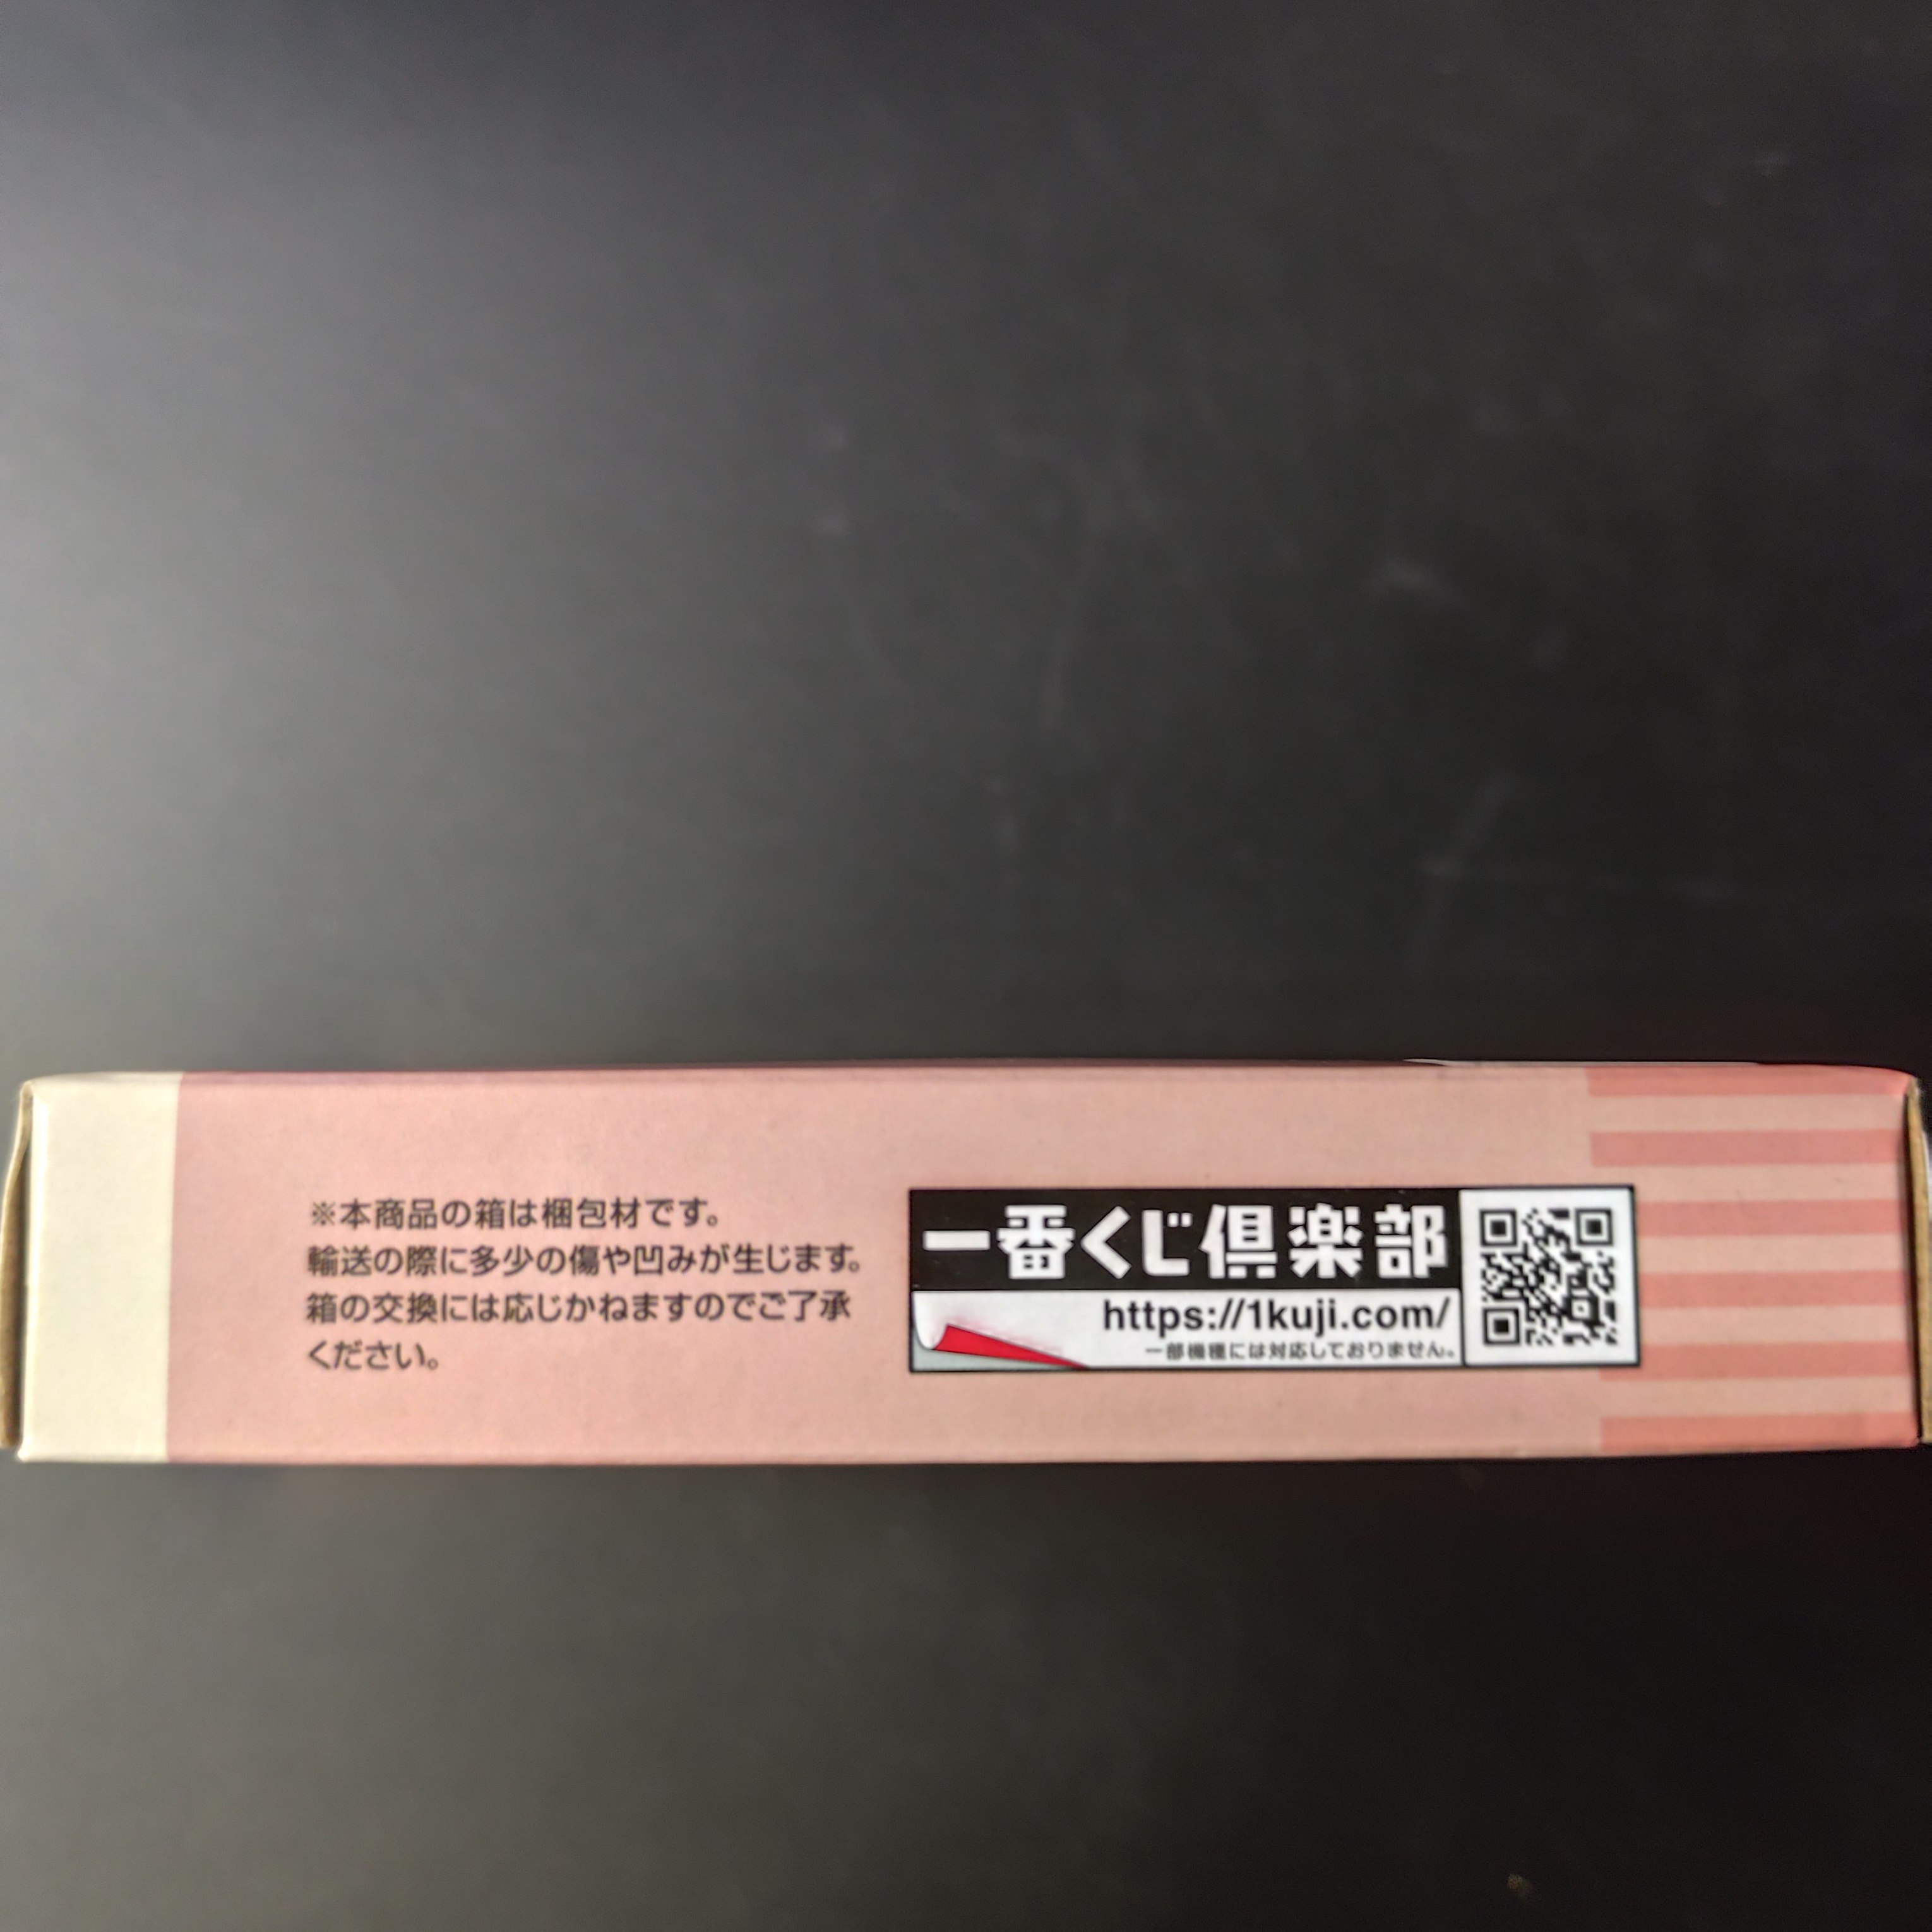 ※本商品の箱は梱包材です。
輸送の際に多少の傷や凹みが生じます。
箱の交換には応じかねますのでご了承
ください。
一番くじ倶楽部
https://1kuji.com/
一部機種には対応しておりません。